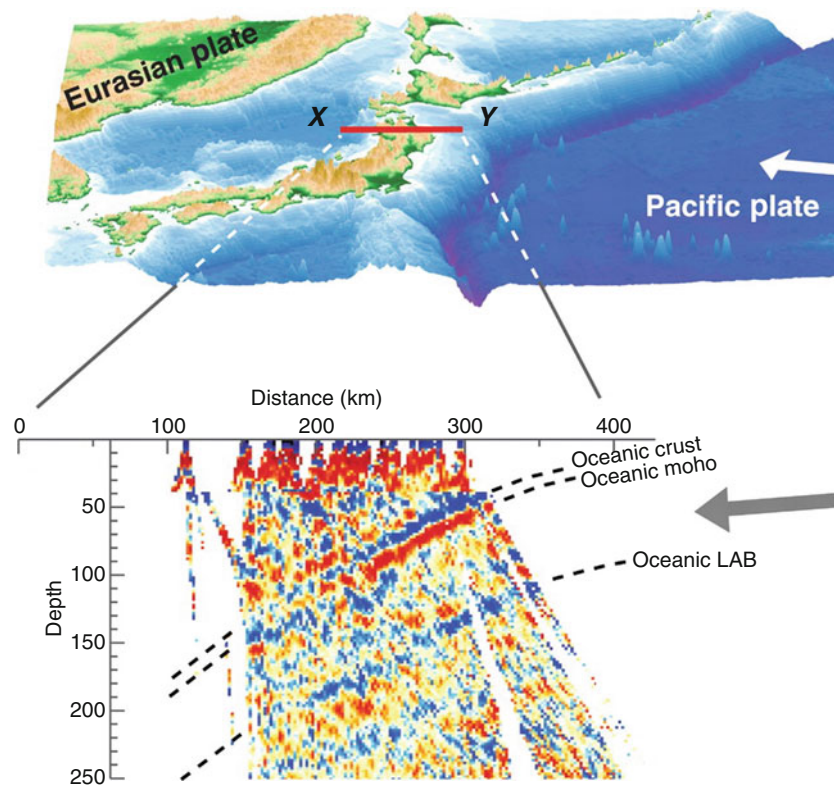 Eurasian plate
X
Y
Pacific plate
Distance (km)
0
100
200
300
400
Oceanic crust
Oceanic moho
50
100
Oceanic LAB
Depth
150
200
250